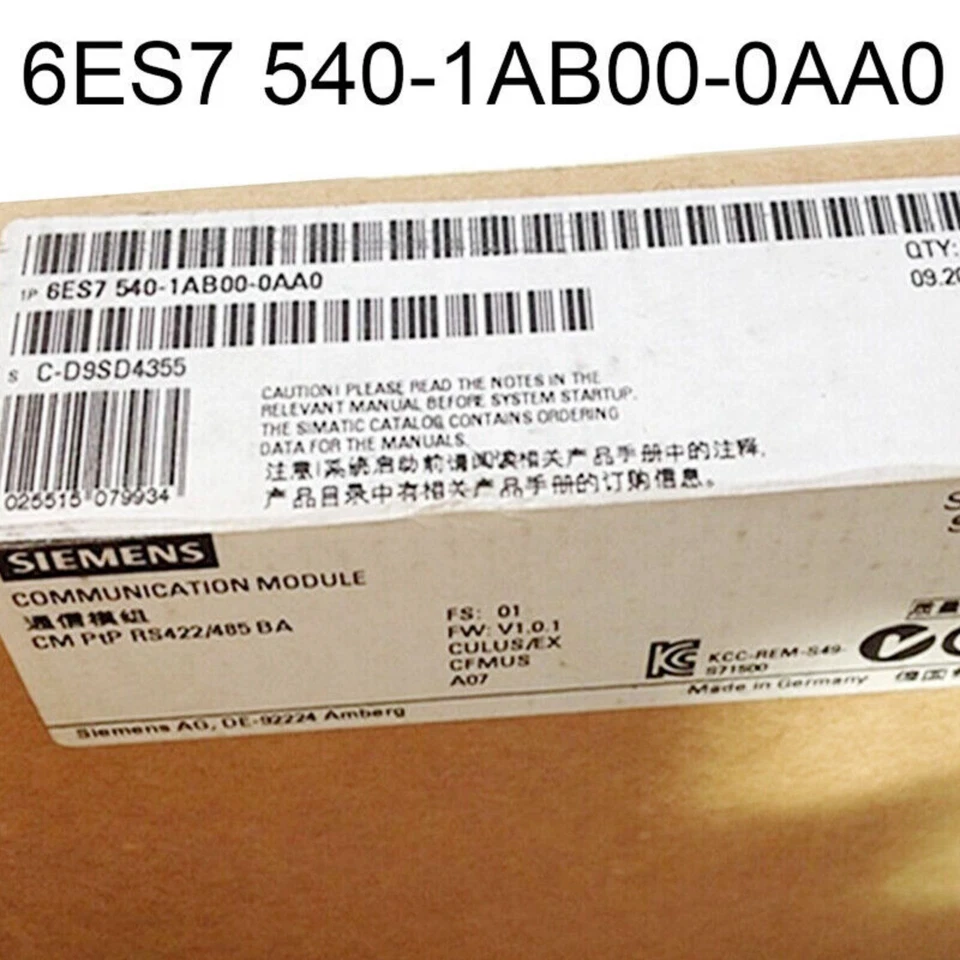 6ES7 540-1AB00-0AA0
QTY:
1P 6ES7 540-1AB00-0AA0
09.20
S C-D9SD4355
CAUTION! PLEASE READ THE NOTES IN THE
RELEVANT MANUAL BEFORE SYSTEM STARTUP.
THE SIMATIC CATALOG CONTAINS ORDERING
DATA FOR THE MANUALS.
注意!系统启动前请阅读相关产品手册中的注释,
产品目录中有相关产品手册的订购信息。
025515 079934
SIEMENS
COMMUNICATION MODULE
通信模组
CM PtP RS422/485 BA
FS: 01
FW: V1.0.1
CULUS/EX
CFMUS
A07
KCC-REM-S49-
S71500
Made in Germany
Siemens AG, DE-92224 Amberg